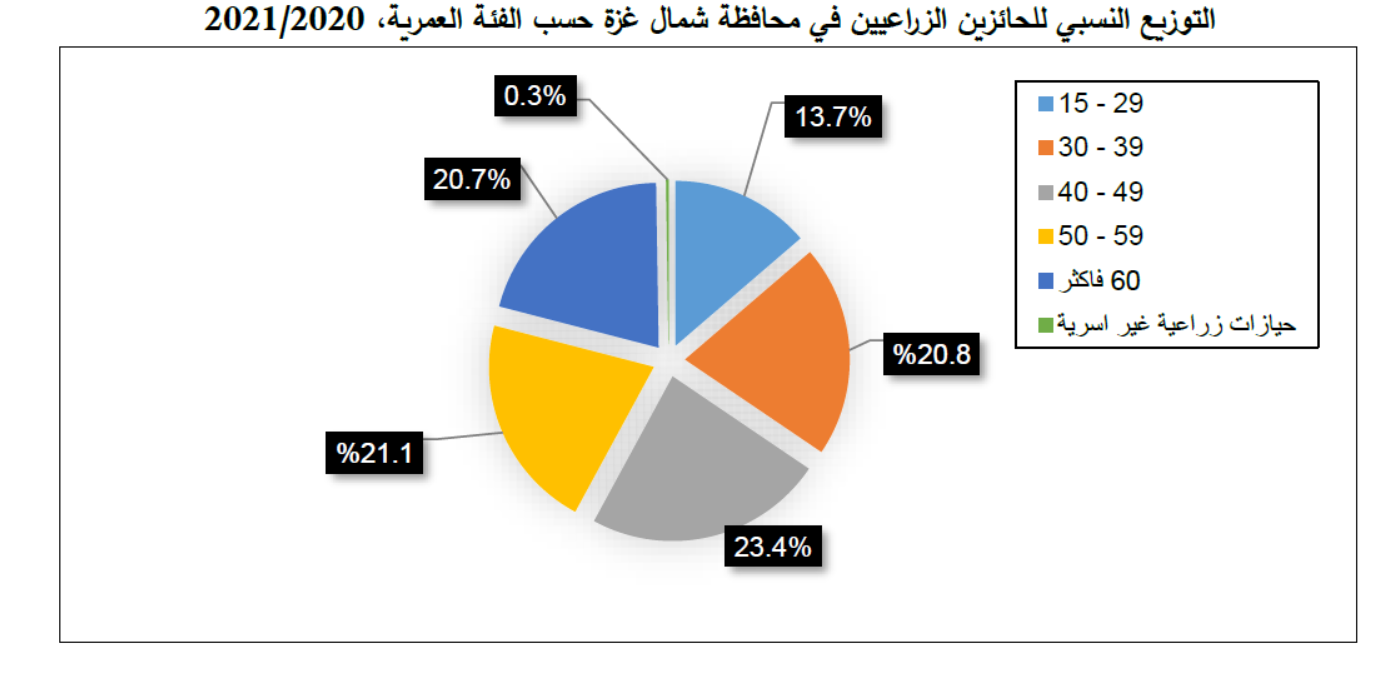 التوزيع النسبي للحائزين الزراعيين في محافظة شمال غزة حسب الفئة العمرية، 2021/2020
0.3%
13.7%
20.7%
%20.8
%21.1
23.4%
15 - 29
30 - 39
40 - 49
50 - 59
60 فاكثر
حيازات زراعية غير اسرية